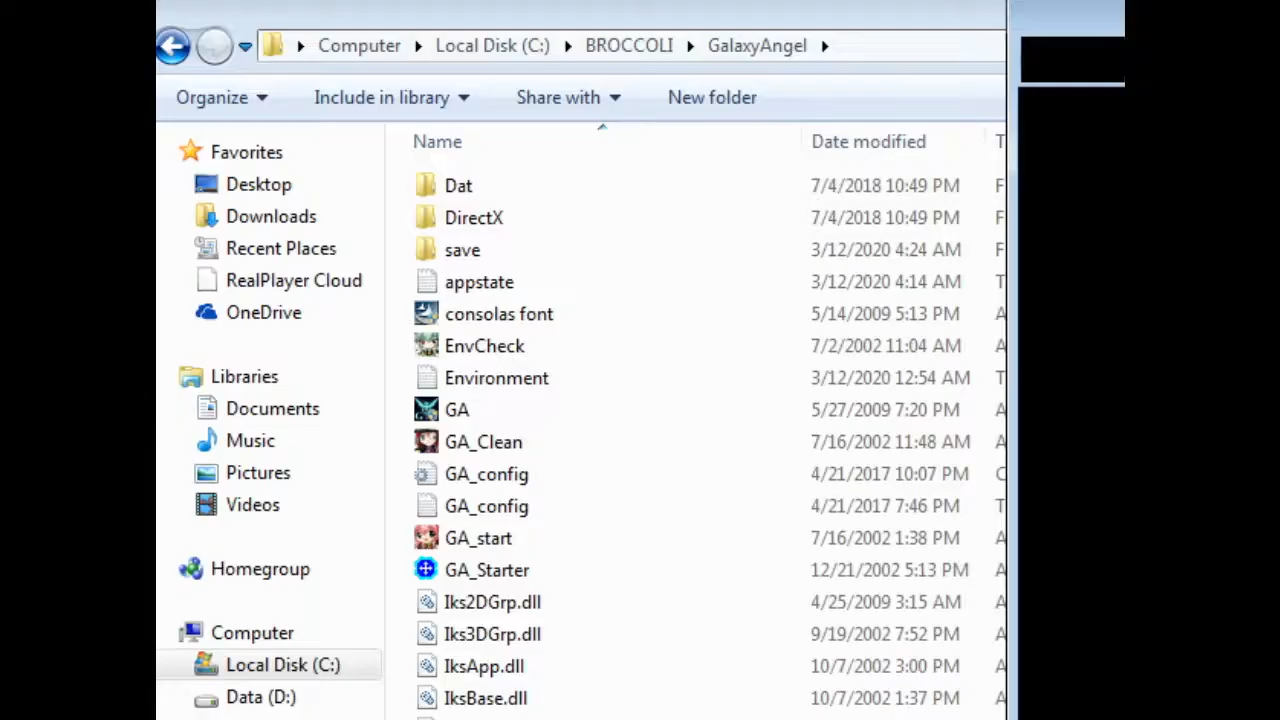 Computer Local Disk (C:) BROCCOLI GalaxyAngel
Organize Include in library Share with New folder
Name Date modified T
Favorites
Desktop
Downloads
Recent Places
RealPlayer Cloud
OneDrive
Libraries
Documents
Music
Pictures
Videos
Homegroup
Computer
Local Disk (C:)
Data (D:)
Dat 7/4/2018 10:49 PM F
DirectX 7/4/2018 10:49 PM F
save 3/12/2020 4:24 AM F
appstate 3/12/2020 4:14 AM T
consolas font 5/14/2009 5:13 PM A
EnvCheck 7/2/2002 11:04 AM A
Environment 3/12/2020 12:54 AM T
GA 5/27/2009 7:20 PM A
GA_Clean 7/16/2002 11:48 AM A
GA_config 4/21/2017 10:07 PM C
GA_config 4/21/2017 7:46 PM T
GA_start 7/16/2002 1:38 PM A
GA_Starter 12/21/2002 5:13 PM A
Iks2DGrp.dll 4/25/2009 3:15 AM A
Iks3DGrp.dll 9/19/2002 7:52 PM A
IksApp.dll 10/7/2002 3:00 PM A
IksBase.dll 10/7/2002 1:37 PM A